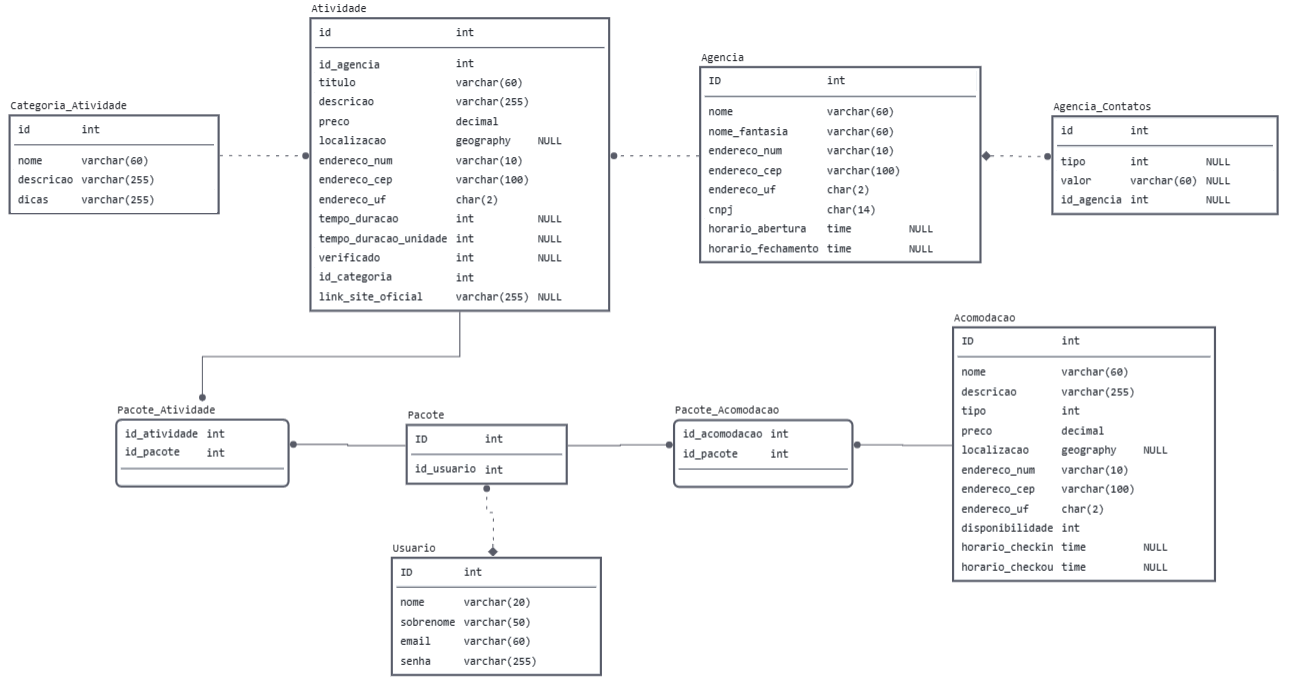 Atividade
id int
id_agencia int
titulo varchar(60)
descricao varchar(255)
preco decimal
localizacao geography NULL
endereco_num varchar(10)
endereco_cep varchar(100)
endereco_uf char(2)
tempo_duracao int NULL
tempo_duracao_unidade int NULL
verificado int NULL
id_categoria int
link_site_oficial varchar(255) NULL
Agencia
ID int
nome varchar(60)
nome_fantasia varchar(60)
endereco_num varchar(10)
endereco_cep varchar(100)
endereco_uf char(2)
cnpj char(14)
horario_abertura time NULL
horario_fechamento time NULL
Categoria_Atividade
id int
nome varchar(60)
descricao varchar(255)
dicas varchar(255)
Agencia_Contatos
id int
tipo int NULL
valor varchar(60) NULL
id_agencia int NULL
Acomodacao
ID int
nome varchar(60)
descricao varchar(255)
tipo int
preco decimal
localizacao geography NULL
endereco_num varchar(10)
endereco_cep varchar(100)
endereco_uf char(2)
disponibilidade int
horario_checkin time NULL
horario_checkou time NULL
Pacote_Atividade
id_atividade int
id_pacote int
Pacote
ID int
id_usuario int
Pacote_Acomodacao
id_acomodacao int
id_pacote int
Usuario
ID int
nome varchar(20)
sobrenome varchar(50)
email varchar(60)
senha varchar(255)